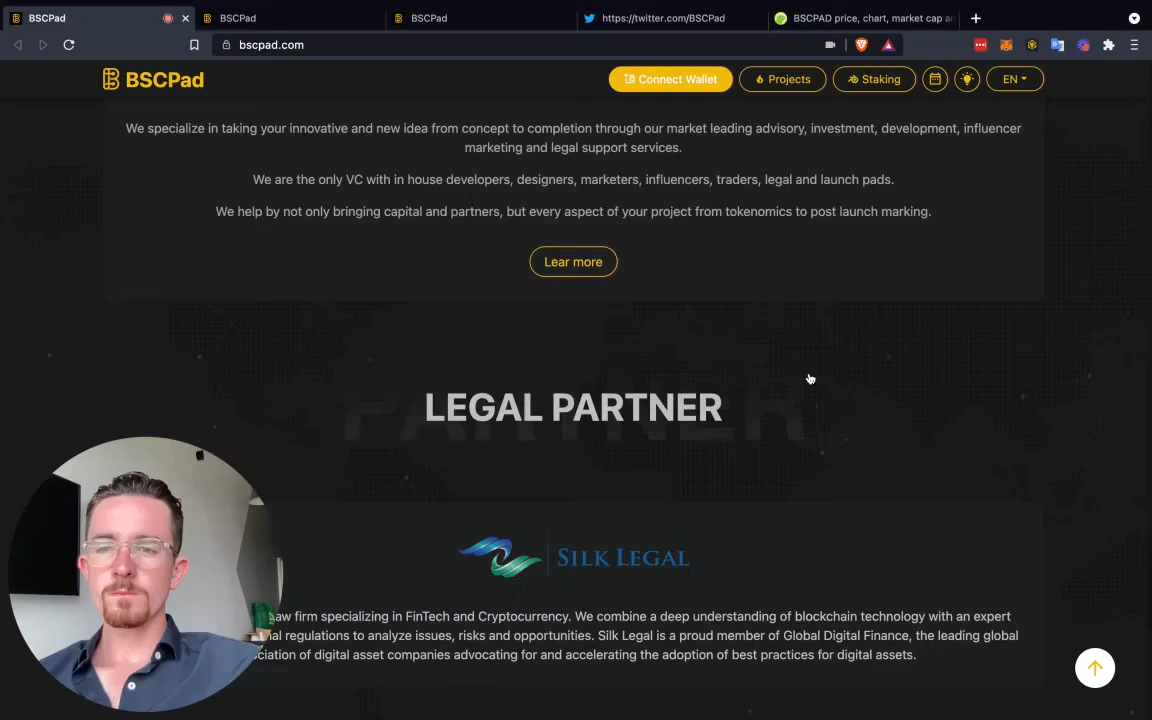 BSCPad
BSCPad
BSCPad
https://twitter.com/BSCPad
BSCPAD price, chart, market cap an
bscpad.com
BSCPad
Connect Wallet
Projects
Staking
EN
We specialize in taking your innovative and new idea from concept to completion through our market leading advisory, investment, development, influencer
marketing and legal support services.
We are the only VC with in house developers, designers, marketers, influencers, traders, legal and launch pads.
We help by not only bringing capital and partners, but every aspect of your project from tokenomics to post launch marking.
Lear more
PARTNER
LEGAL PARTNER
SILK LEGAL
aw firm specializing in FinTech and Cryptocurrency. We combine a deep understanding of blockchain technology with an expert
al regulations to analyze issues, risks and opportunities. Silk Legal is a proud member of Global Digital Finance, the leading global
ciation of digital asset companies advocating for and accelerating the adoption of best practices for digital assets.